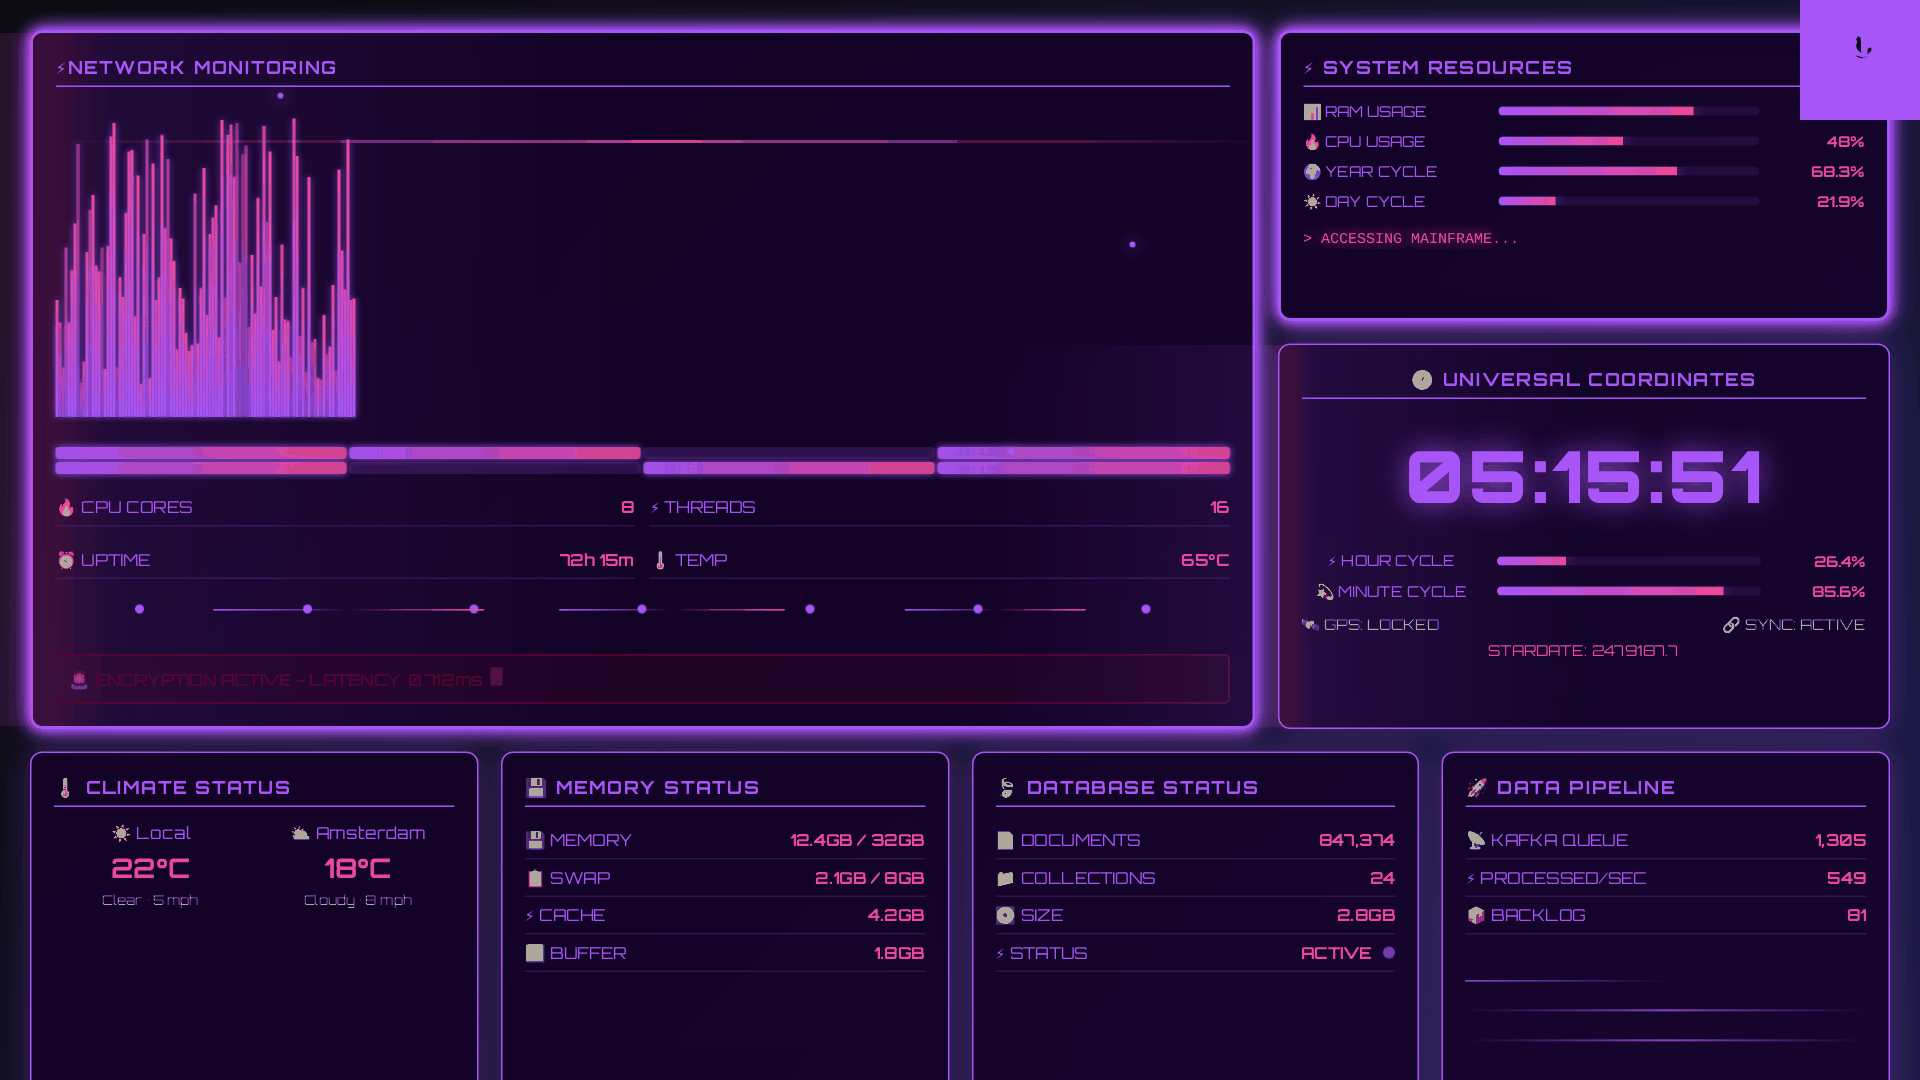 ⚡NETWORK MONITORING
🔥 CPU CORES 8
⚡ THREADS 16
⏰ UPTIME 72h 15m
🌡 TEMP 65°C
🚨 ENCRYPTION ACTIVE - LATENCY: 0.712ms
⚡ SYSTEM RESOURCES
📊 RAM USAGE
🔥 CPU USAGE 48%
🌍 YEAR CYCLE 68.3%
☀ DAY CYCLE 21.9%
> ACCESSING MAINFRAME...
UNIVERSAL COORDINATES
05:15:51
⚡ HOUR CYCLE 26.4%
💫 MINUTE CYCLE 85.6%
🛰 GPS: LOCKED 🔗 SYNC: ACTIVE
STARDATE: 2479187.7
🌡 CLIMATE STATUS
☀ Local
22°C
Clear · 5 mph
⛅ Amsterdam
18°C
Cloudy · 8 mph
💾 MEMORY STATUS
💾 MEMORY 12.4GB / 32GB
📋 SWAP 2.1GB / 8GB
⚡ CACHE 4.2GB
BUFFER 1.8GB
🍃 DATABASE STATUS
📄 DOCUMENTS 847,374
📁 COLLECTIONS 24
💽 SIZE 2.8GB
⚡ STATUS ACTIVE
🚀 DATA PIPELINE
📡 KAFKA QUEUE 1,305
⚡ PROCESSED/SEC 549
📦 BACKLOG 81